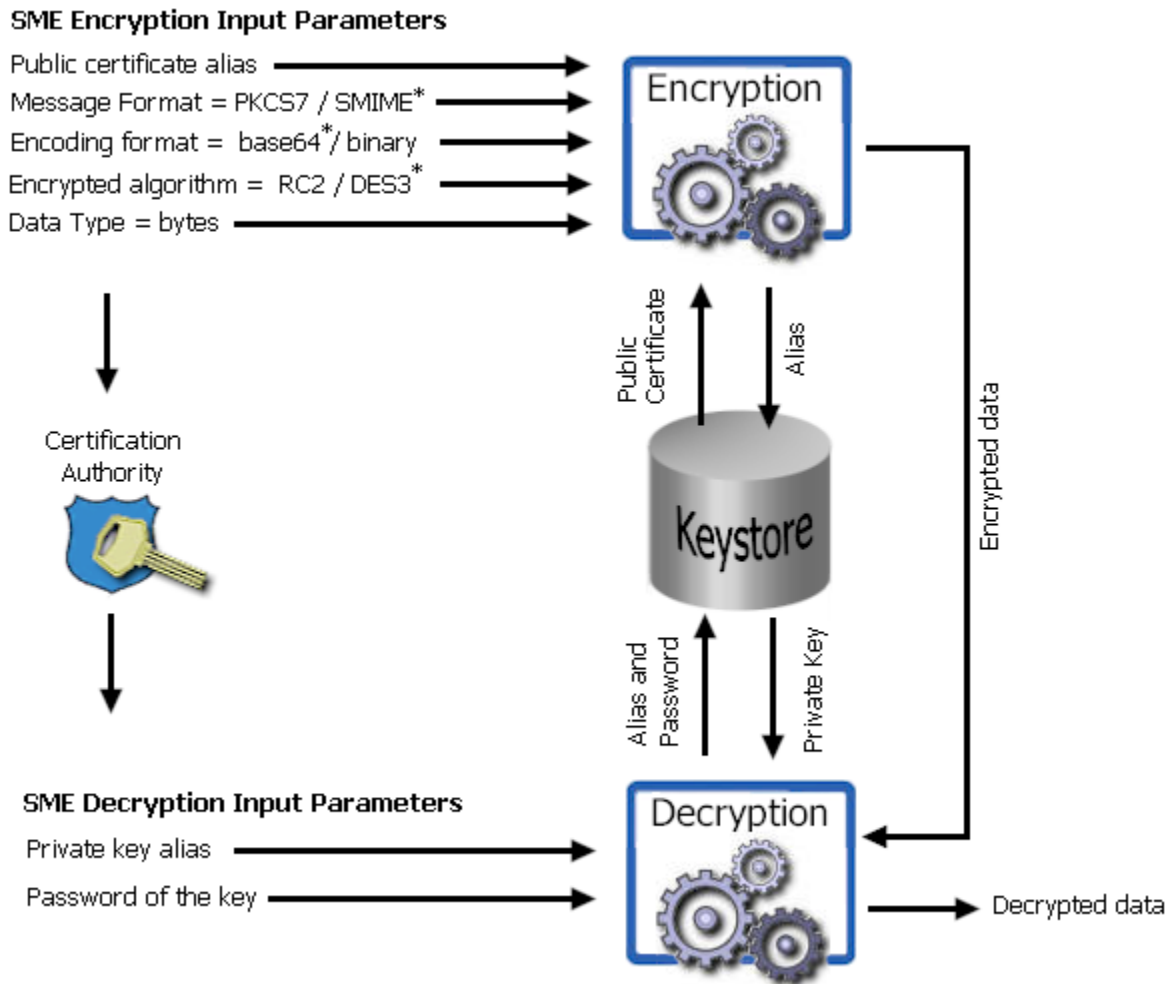 SME Encryption Input Parameters
Public certificate alias
Message Format = PKCS7 / SMIME*
Encoding format = base64*/ binary
Encrypted algorithm = RC2 / DES3*
Data Type = bytes
Encryption
Public
Certificate
Alias
Certification
Authority
Keystore
Encrypted data
Alias and
Password
Private Key
SME Decryption Input Parameters
Private key alias
Password of the key
Decryption
Decrypted data